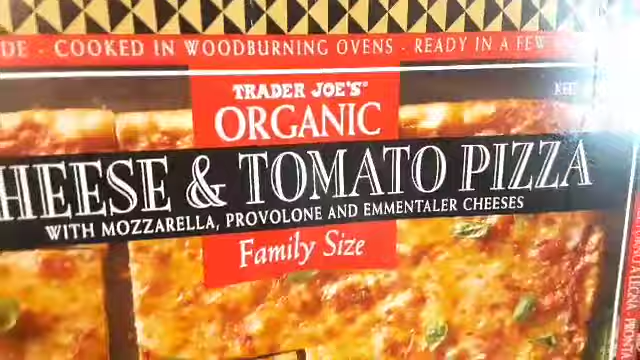 DE · COOKED IN WOODBURNING OVENS · READY IN A FEW
TRADER JOE'S®
ORGANIC
HEESE & TOMATO PIZZA
WITH MOZZARELLA, PROVOLONE AND EMMENTALER CHEESES
Family Size